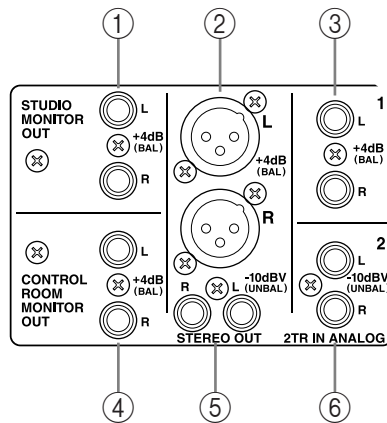 ① ② ③
STUDIO
MONITOR
OUT
L
+4dB
(BAL)
R
L
+4dB
(BAL)
R
1
L
+4dB
(BAL)
R
CONTROL
ROOM
MONITOR
OUT
L
+4dB
(BAL)
R
R L -10dBV
(UNBAL)
STEREO OUT
2
L
-10dBV
(UNBAL)
R
2TR IN ANALOG
④ ⑤ ⑥